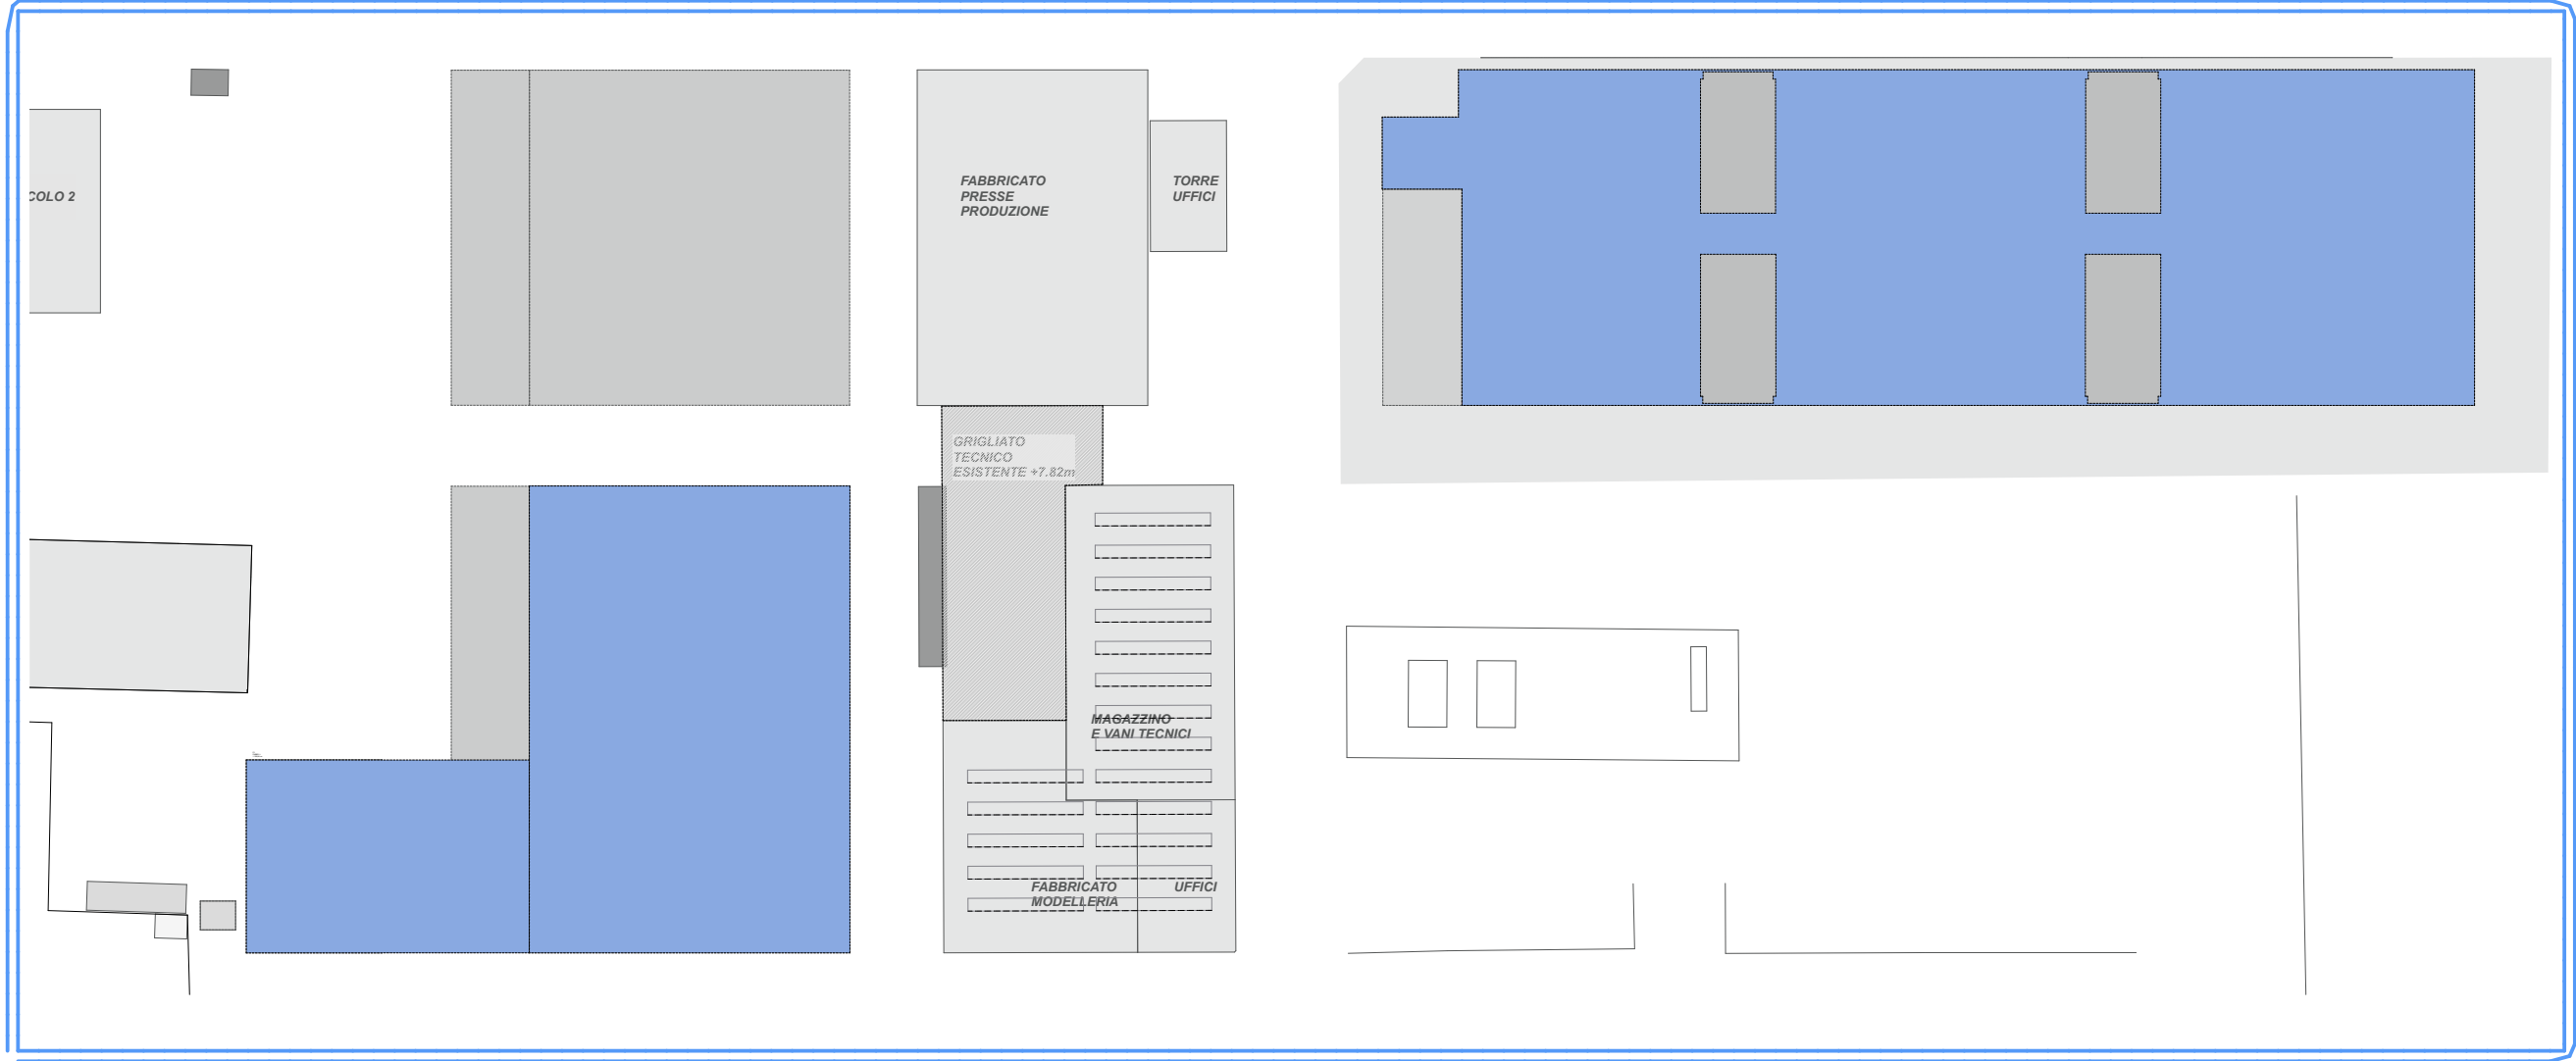 COLO 2
FABBRICATO
PRESSE
PRODUZIONE
TORRE
UFFICI
GRIGLIATO
TECNICO
ESISTENTE +7.82m
MAGAZZINO
E VANI TECNICI
FABBRICATO
MODELLERIA
UFFICI